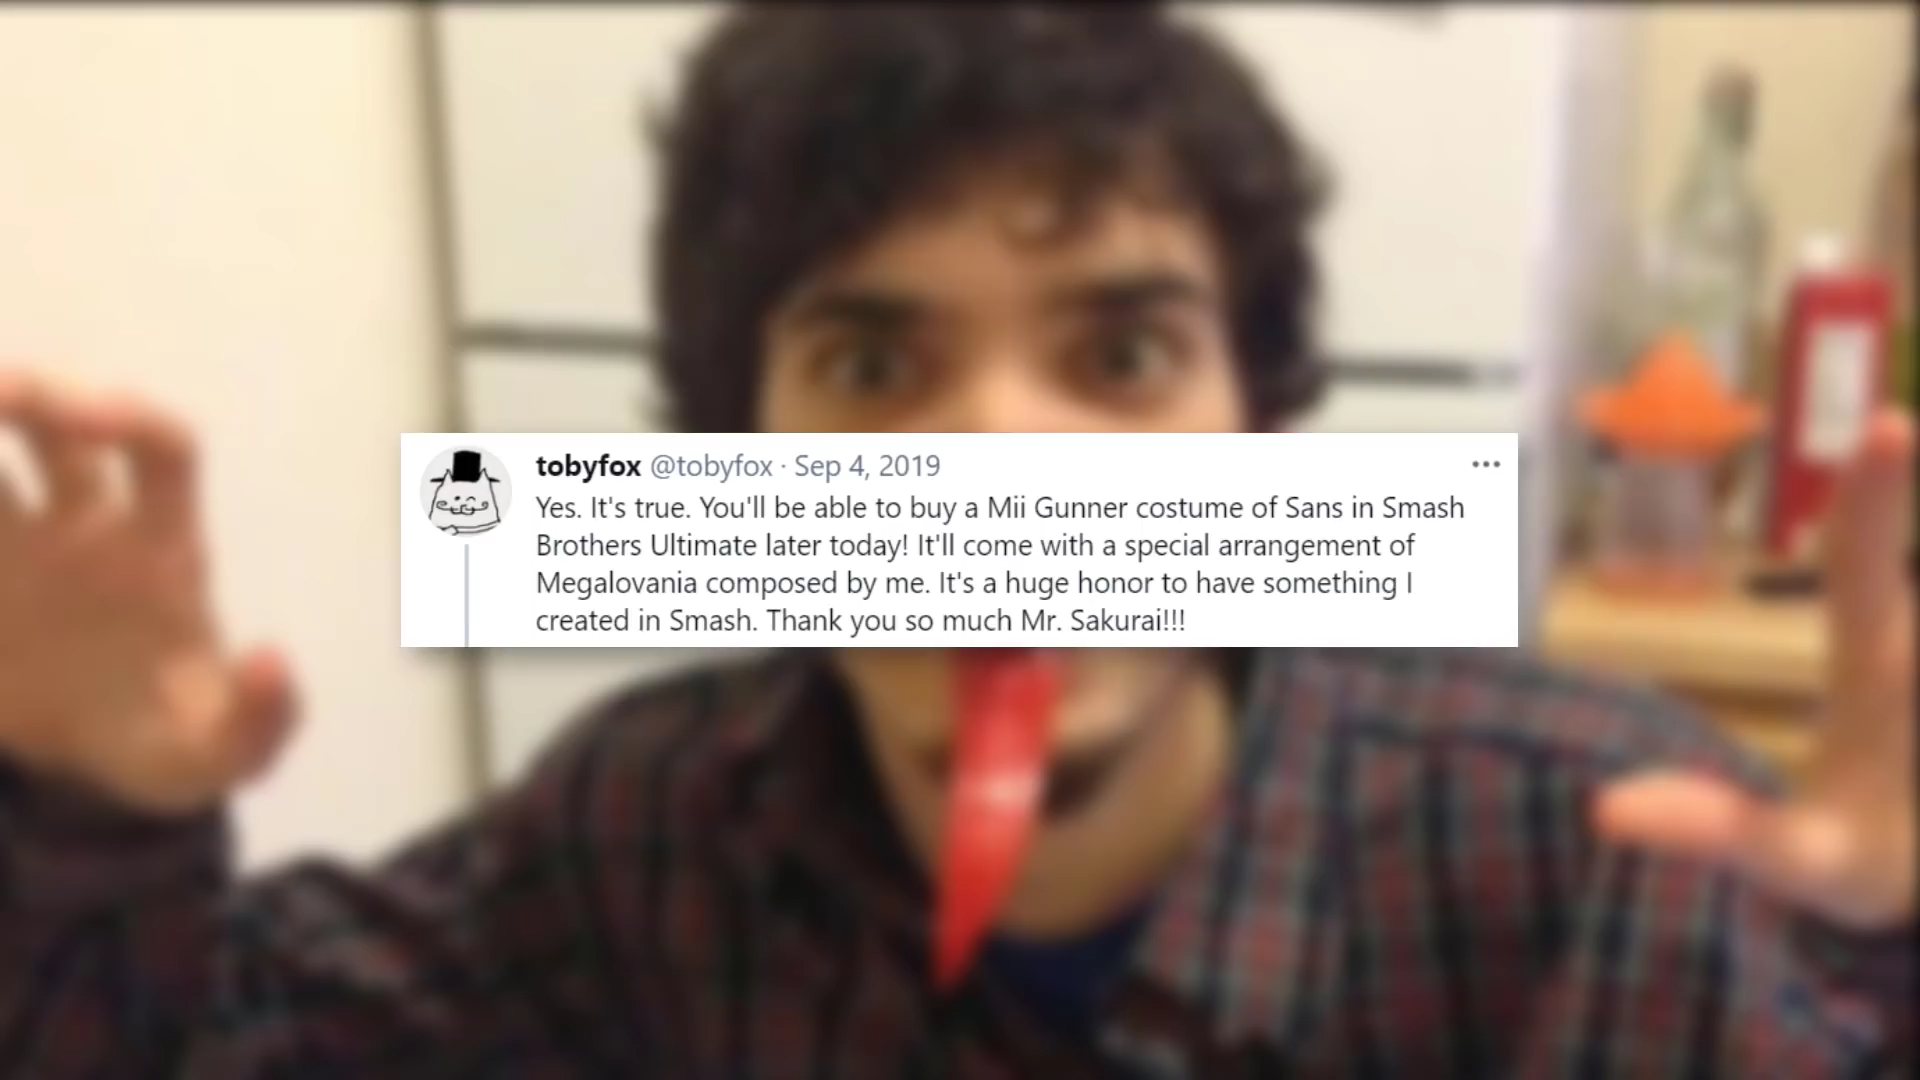 tobyfox @tobyfox · Sep 4, 2019
Yes. It's true. You'll be able to buy a Mii Gunner costume of Sans in Smash
Brothers Ultimate later today! It'll come with a special arrangement of
Megalovania composed by me. It's a huge honor to have something I
created in Smash. Thank you so much Mr. Sakurai!!!